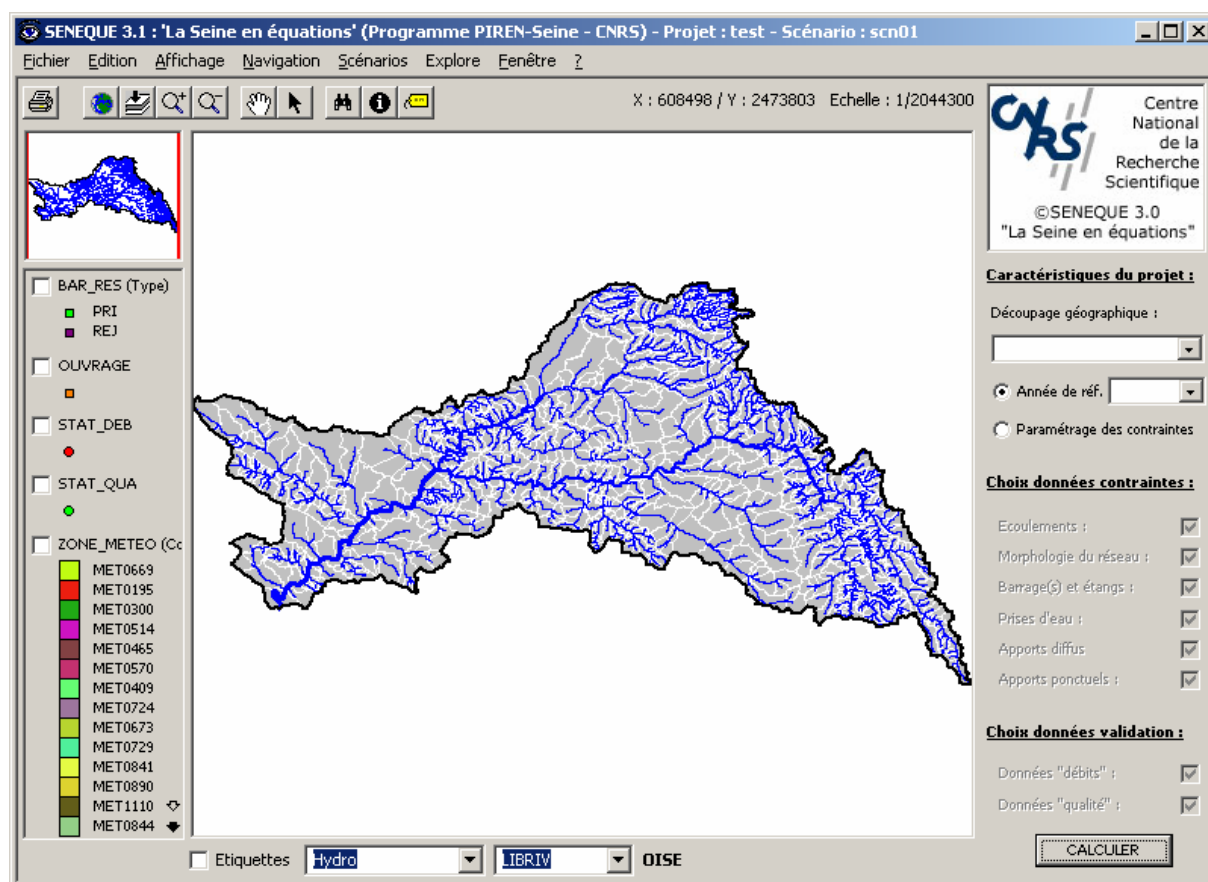 SENEQUE 3.1 : 'La Seine en équations' (Programme PIREN-Seine - CNRS) - Projet : test - Scénario : scn01
Fichier Edition Affichage Navigation Scénarios Explore Fenêtre ?
X : 608498 / Y : 2473803 Echelle : 1/2044300
BAR_RES (Type)
PRI
REJ
OUVRAGE
STAT_DEB
STAT_QUA
ZONE_METEO (Cc
MET0669
MET0195
MET0300
MET0514
MET0465
MET0570
MET0409
MET0724
MET0673
MET0729
MET0841
MET0890
MET1110
MET0844
Etiquettes Hydro LIBRIV OISE
CNRS
Centre
National
de la
Recherche
Scientifique
©SENEQUE 3.0
"La Seine en équations"
Caractéristiques du projet :
Découpage géographique :
Année de réf.
Paramétrage des contraintes
Choix données contraintes :
Ecoulements :
Morphologie du réseau :
Barrage(s) et étangs :
Prises d'eau :
Apports diffus
Apports ponctuels :
Choix données validation :
Données "débits" :
Données "qualité" :
CALCULER